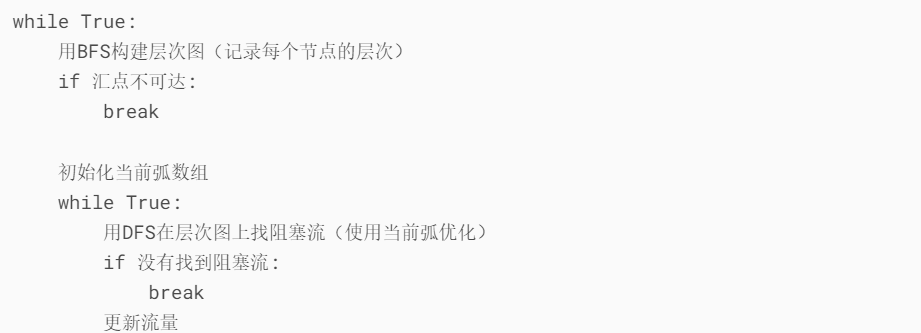 while True:
用BFS构建层次图（记录每个节点的层次）
if 汇点不可达:
break
初始化当前弧数组
while True:
用DFS在层次图上找阻塞流（使用当前弧优化）
if 没有找到阻塞流:
break
更新流量